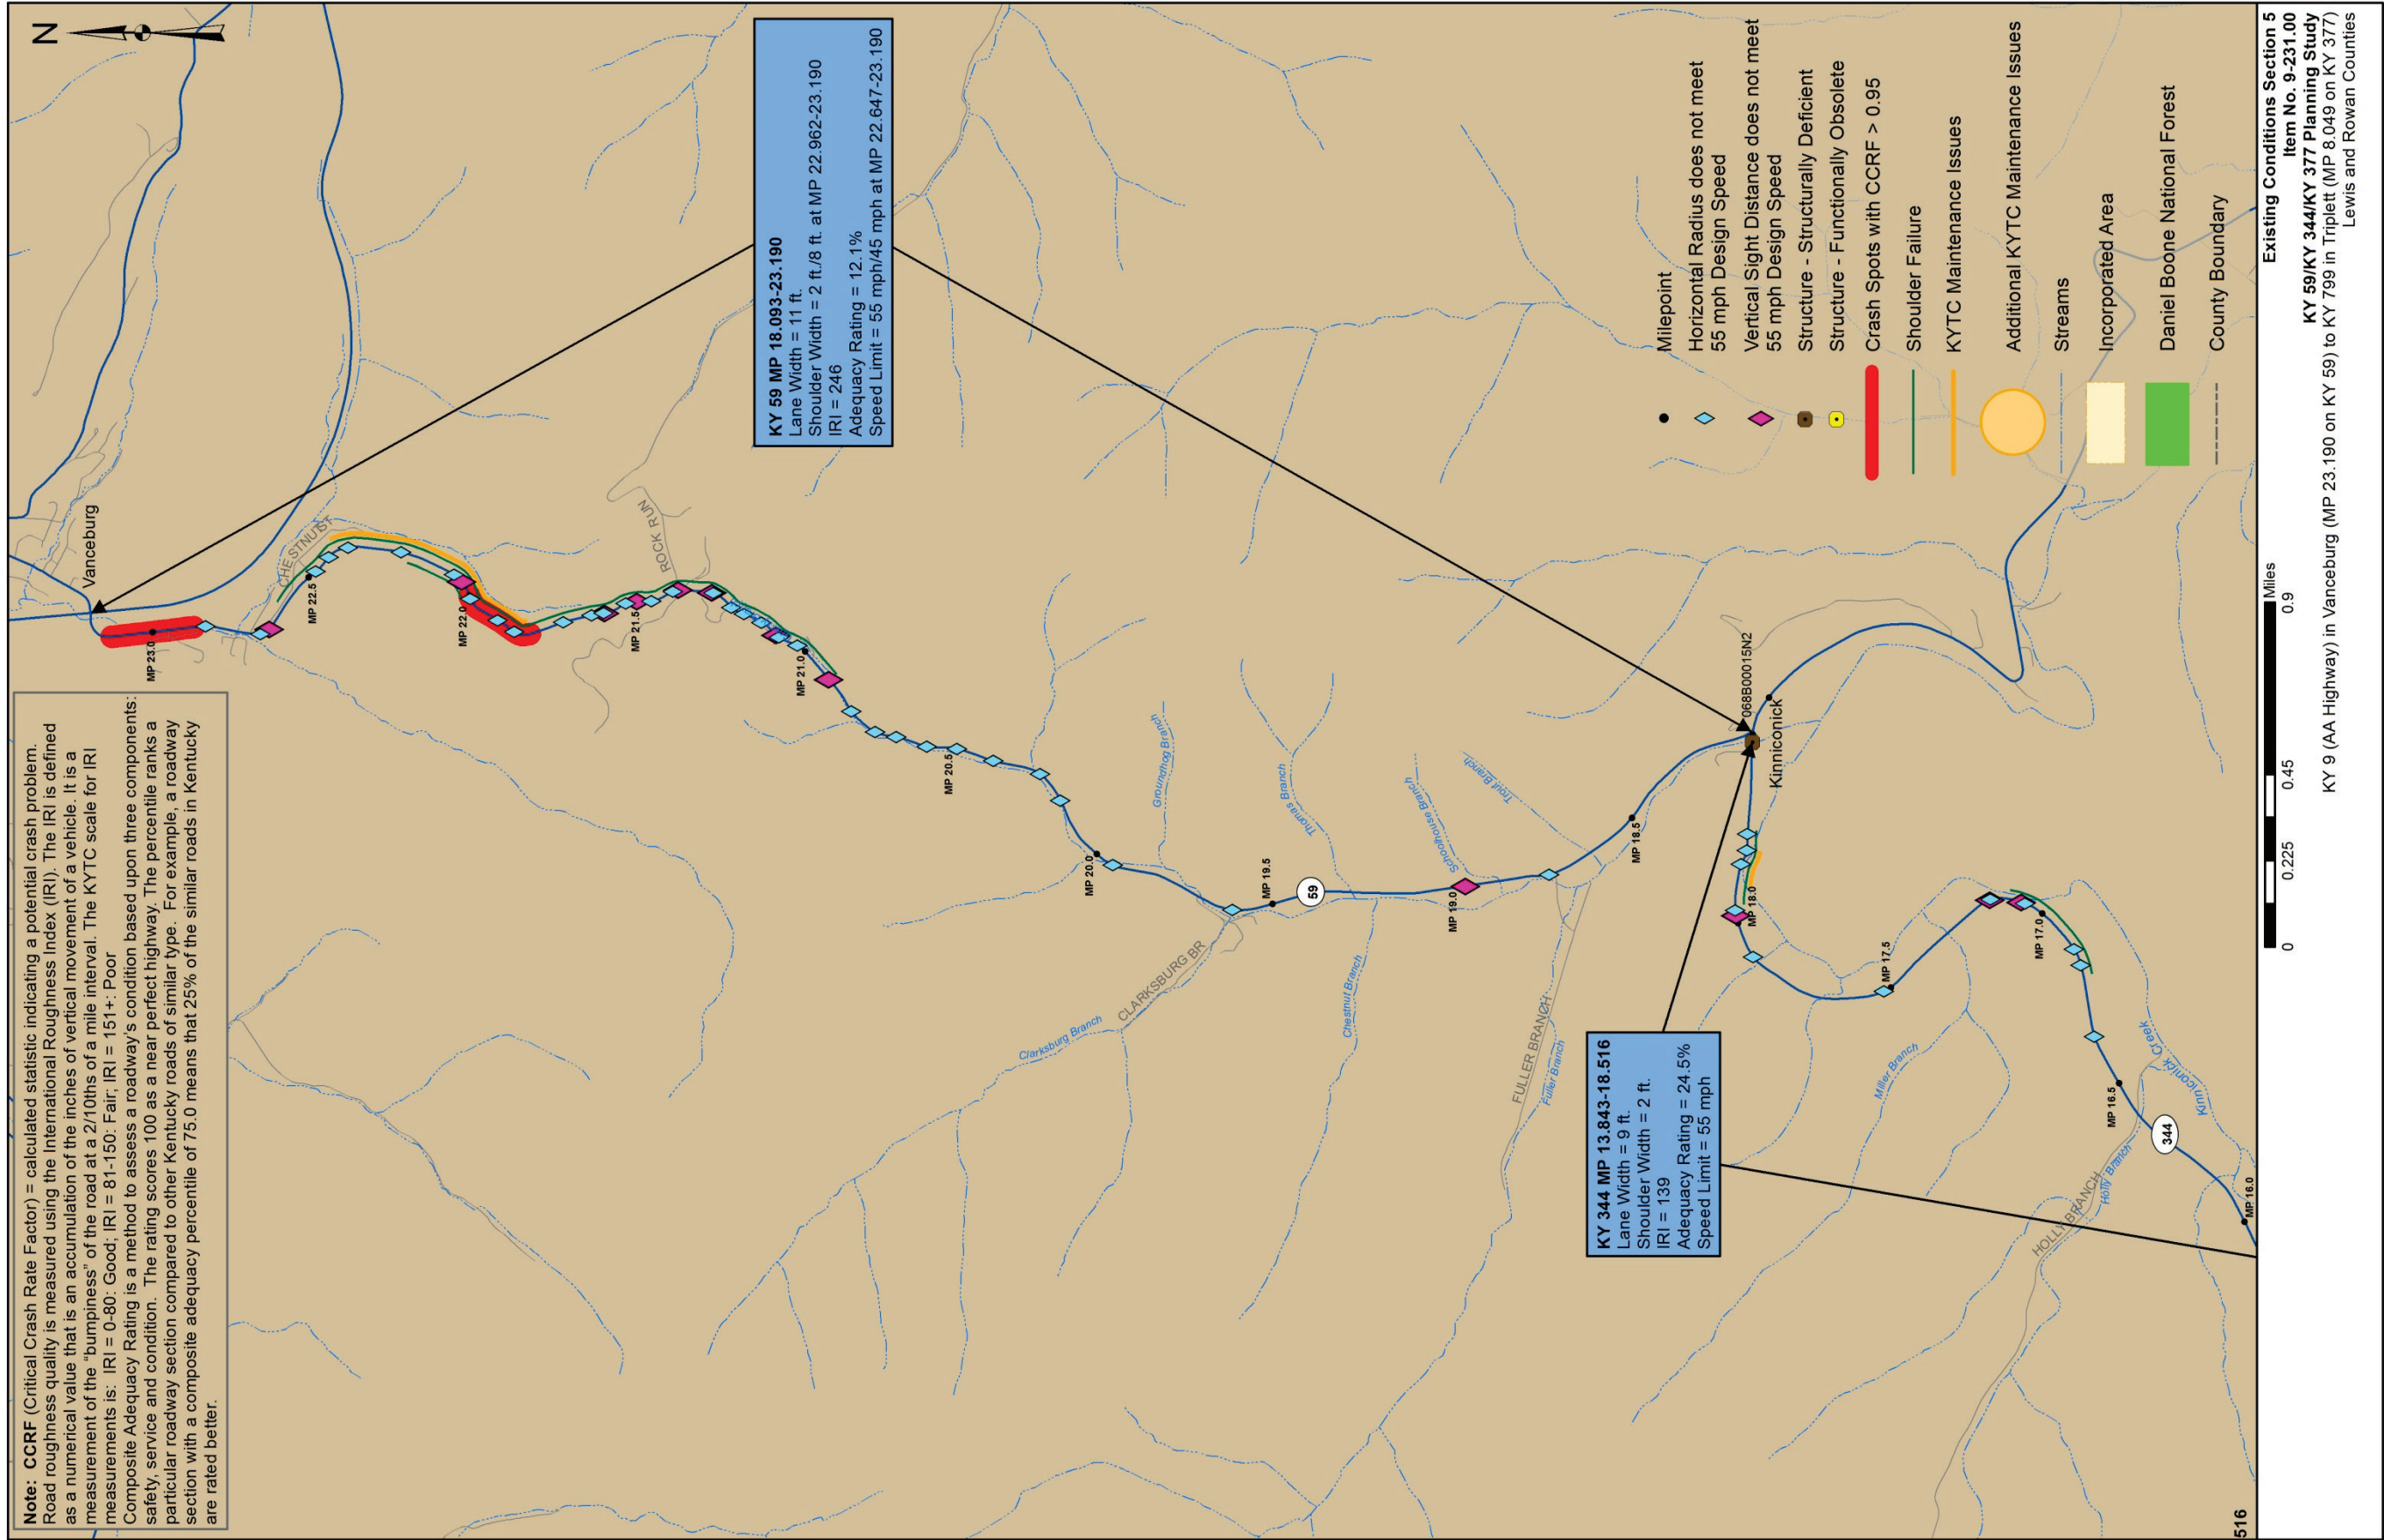 Note: CCRF (Critical Crash Rate Factor) = calculated statistic indicating a potential crash problem.
Road roughness quality is measured using the International Roughness Index (IRI). The IRI is defined
as a numerical value that is an accumulation of the inches of vertical movement of a vehicle. It is a
measurement of the "bumpiness" of the road at a 2/10ths of a mile interval. The KYTC scale for IRI
measurements is: IRI = 0-80: Good; IRI = 81-150: Fair; IRI = 151+: Poor
Composite Adequacy Rating is a method to assess a roadway's condition based upon three components:
safety, service and condition. The rating scores 100 as a near perfect highway. The percentile ranks a
particular roadway section compared to other Kentucky roads of similar type. For example, a roadway
section with a composite adequacy percentile of 75.0 means that 25% of the similar roads in Kentucky
are rated better.
N
Vanceburg
MP 23.0
CHESTNUT ST
MP 22.5
MP 22.0
MP 21.5
ROCK RUN
MP 21.0
MP 20.5
MP 20.0
Groundhog Branch
MP 19.5
59
Thomas Branch
CLARKSBURG BR
Clarksburg Branch
Chestnut Branch
MP 19.0
Schoolhouse Branch
Trout Branch
FULLER BRANCH
Fuller Branch
MP 18.5
068B00015N2
Kinniconick
MP 18.0
MP 17.5
MP 17.0
Miller Branch
MP 16.5
Kinniconick Creek
344
HOLLY BRANCH
Holly Branch
MP 16.0
516
KY 59 MP 18.093-23.190
Lane Width = 11 ft.
Shoulder Width = 2 ft./8 ft. at MP 22.962-23.190
IRI = 246
Adequacy Rating = 12.1%
Speed Limit = 55 mph/45 mph at MP 22.647-23.190
KY 344 MP 13.843-18.516
Lane Width = 9 ft.
Shoulder Width = 2 ft.
IRI = 139
Adequacy Rating = 24.5%
Speed Limit = 55 mph
Milepoint
Horizontal Radius does not meet
55 mph Design Speed
Vertical Sight Distance does not meet
55 mph Design Speed
Structure - Structurally Deficient
Structure - Functionally Obsolete
Crash Spots with CCRF > 0.95
Shoulder Failure
KYTC Maintenance Issues
Additional KYTC Maintenance Issues
Streams
Incorporated Area
Daniel Boone National Forest
County Boundary
0 0.225 0.45 0.9 Miles
Existing Conditions Section 5
Item No. 9-231.00
KY 59/KY 344/KY 377 Planning Study
KY 9 (AA Highway) in Vanceburg (MP 23.190 on KY 59) to KY 799 in Triplett (MP 8.049 on KY 377)
Lewis and Rowan Counties